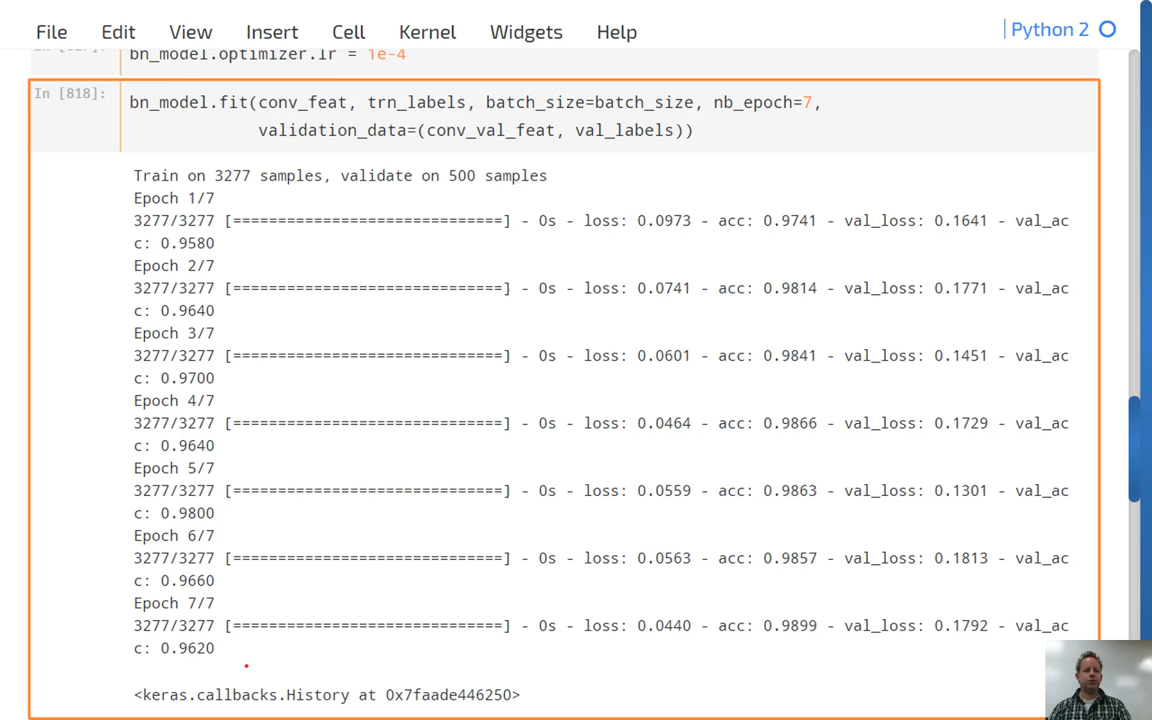 File Edit View Insert Cell Kernel Widgets Help Python 2
bn_model.optimizer.lr = 1e-4
In [818]: bn_model.fit(conv_feat, trn_labels, batch_size=batch_size, nb_epoch=7,
validation_data=(conv_val_feat, val_labels))
Train on 3277 samples, validate on 500 samples
Epoch 1/7
3277/3277 [==============================] - 0s - loss: 0.0973 - acc: 0.9741 - val_loss: 0.1641 - val_ac
c: 0.9580
Epoch 2/7
3277/3277 [==============================] - 0s - loss: 0.0741 - acc: 0.9814 - val_loss: 0.1771 - val_ac
c: 0.9640
Epoch 3/7
3277/3277 [==============================] - 0s - loss: 0.0601 - acc: 0.9841 - val_loss: 0.1451 - val_ac
c: 0.9700
Epoch 4/7
3277/3277 [==============================] - 0s - loss: 0.0464 - acc: 0.9866 - val_loss: 0.1729 - val_ac
c: 0.9640
Epoch 5/7
3277/3277 [==============================] - 0s - loss: 0.0559 - acc: 0.9863 - val_loss: 0.1301 - val_ac
c: 0.9800
Epoch 6/7
3277/3277 [==============================] - 0s - loss: 0.0563 - acc: 0.9857 - val_loss: 0.1813 - val_ac
c: 0.9660
Epoch 7/7
3277/3277 [==============================] - 0s - loss: 0.0440 - acc: 0.9899 - val_loss: 0.1792 - val_ac
c: 0.9620
<keras.callbacks.History at 0x7faade446250>